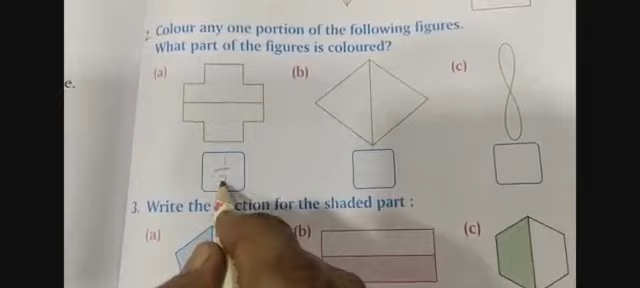 e.
2. Colour any one portion of the following figures.
What part of the figures is coloured?
(a) (b) (c)
1
3. Write the ction for the shaded part :
(a) (b) (c)